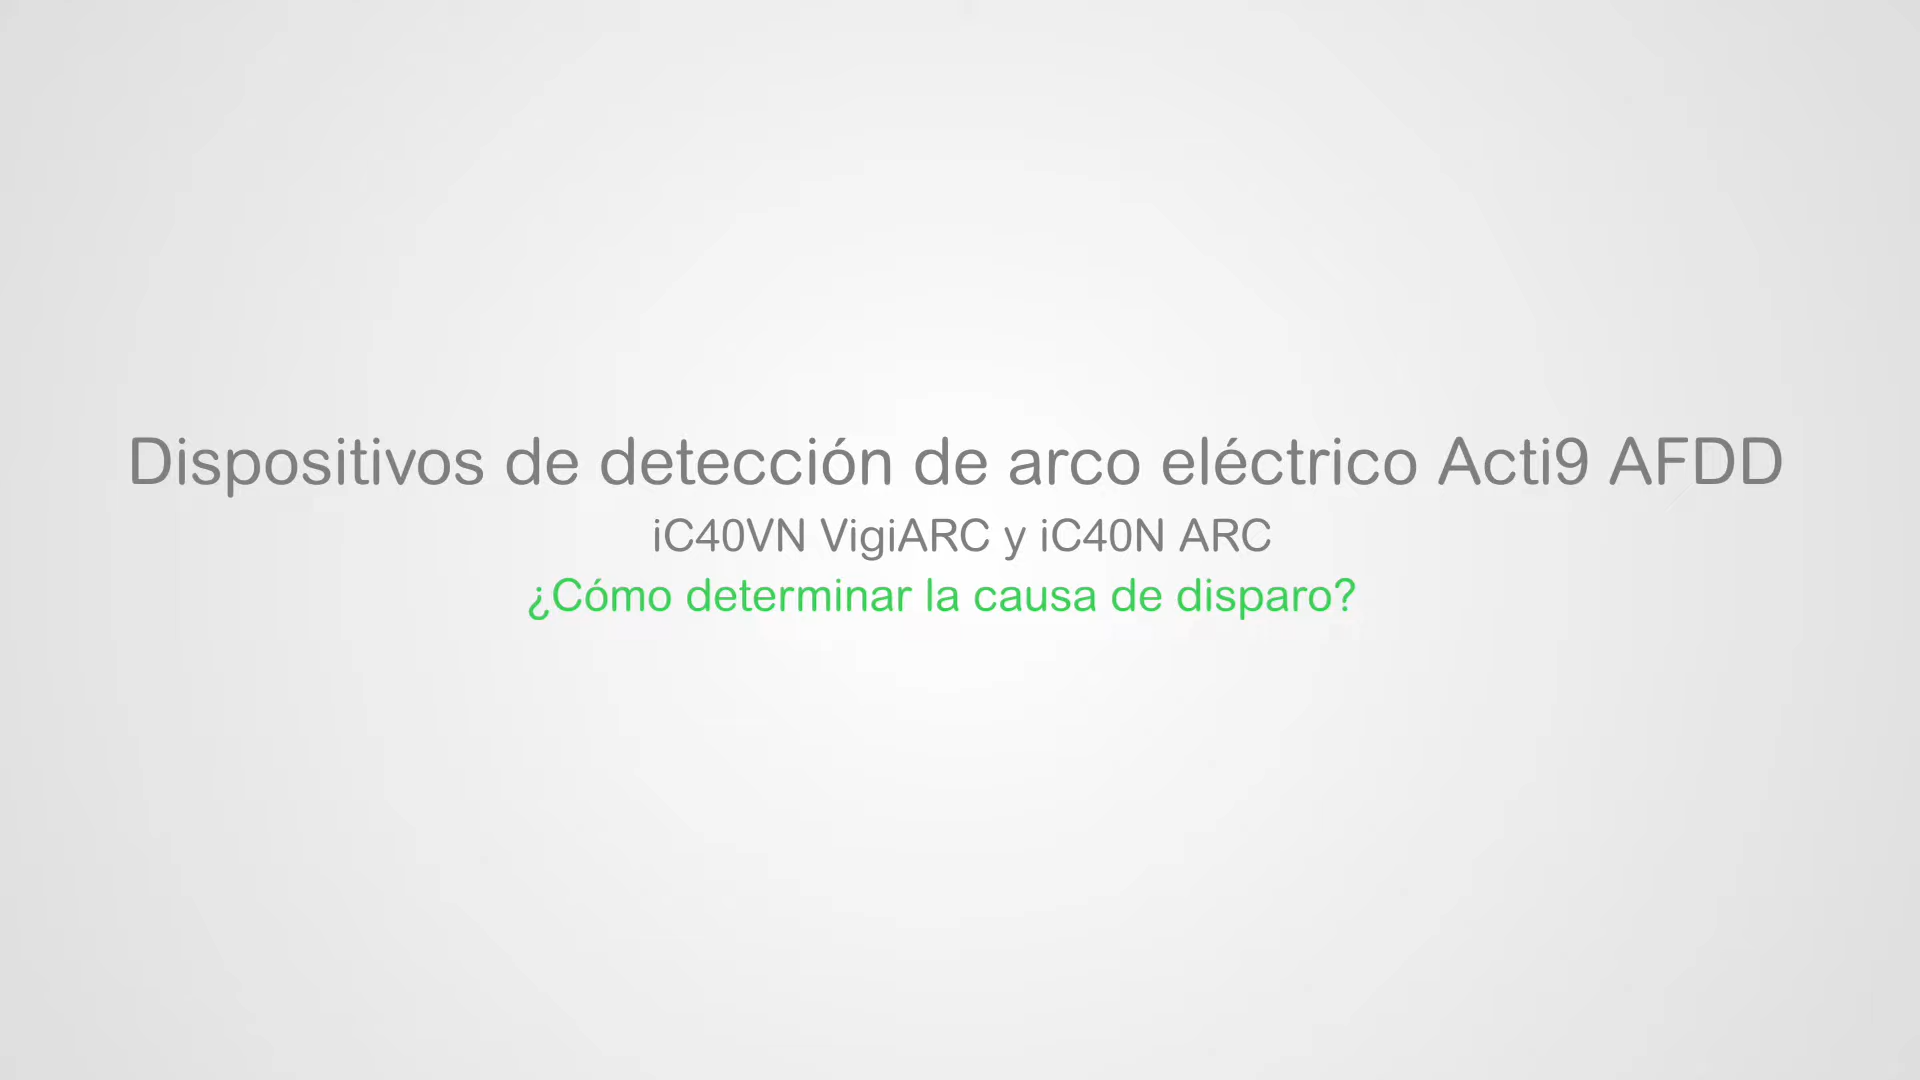 Dispositivos de detección de arco eléctrico Acti9 AFDD
iC40VN VigiARC y iC40N ARC
¿Cómo determinar la causa de disparo?